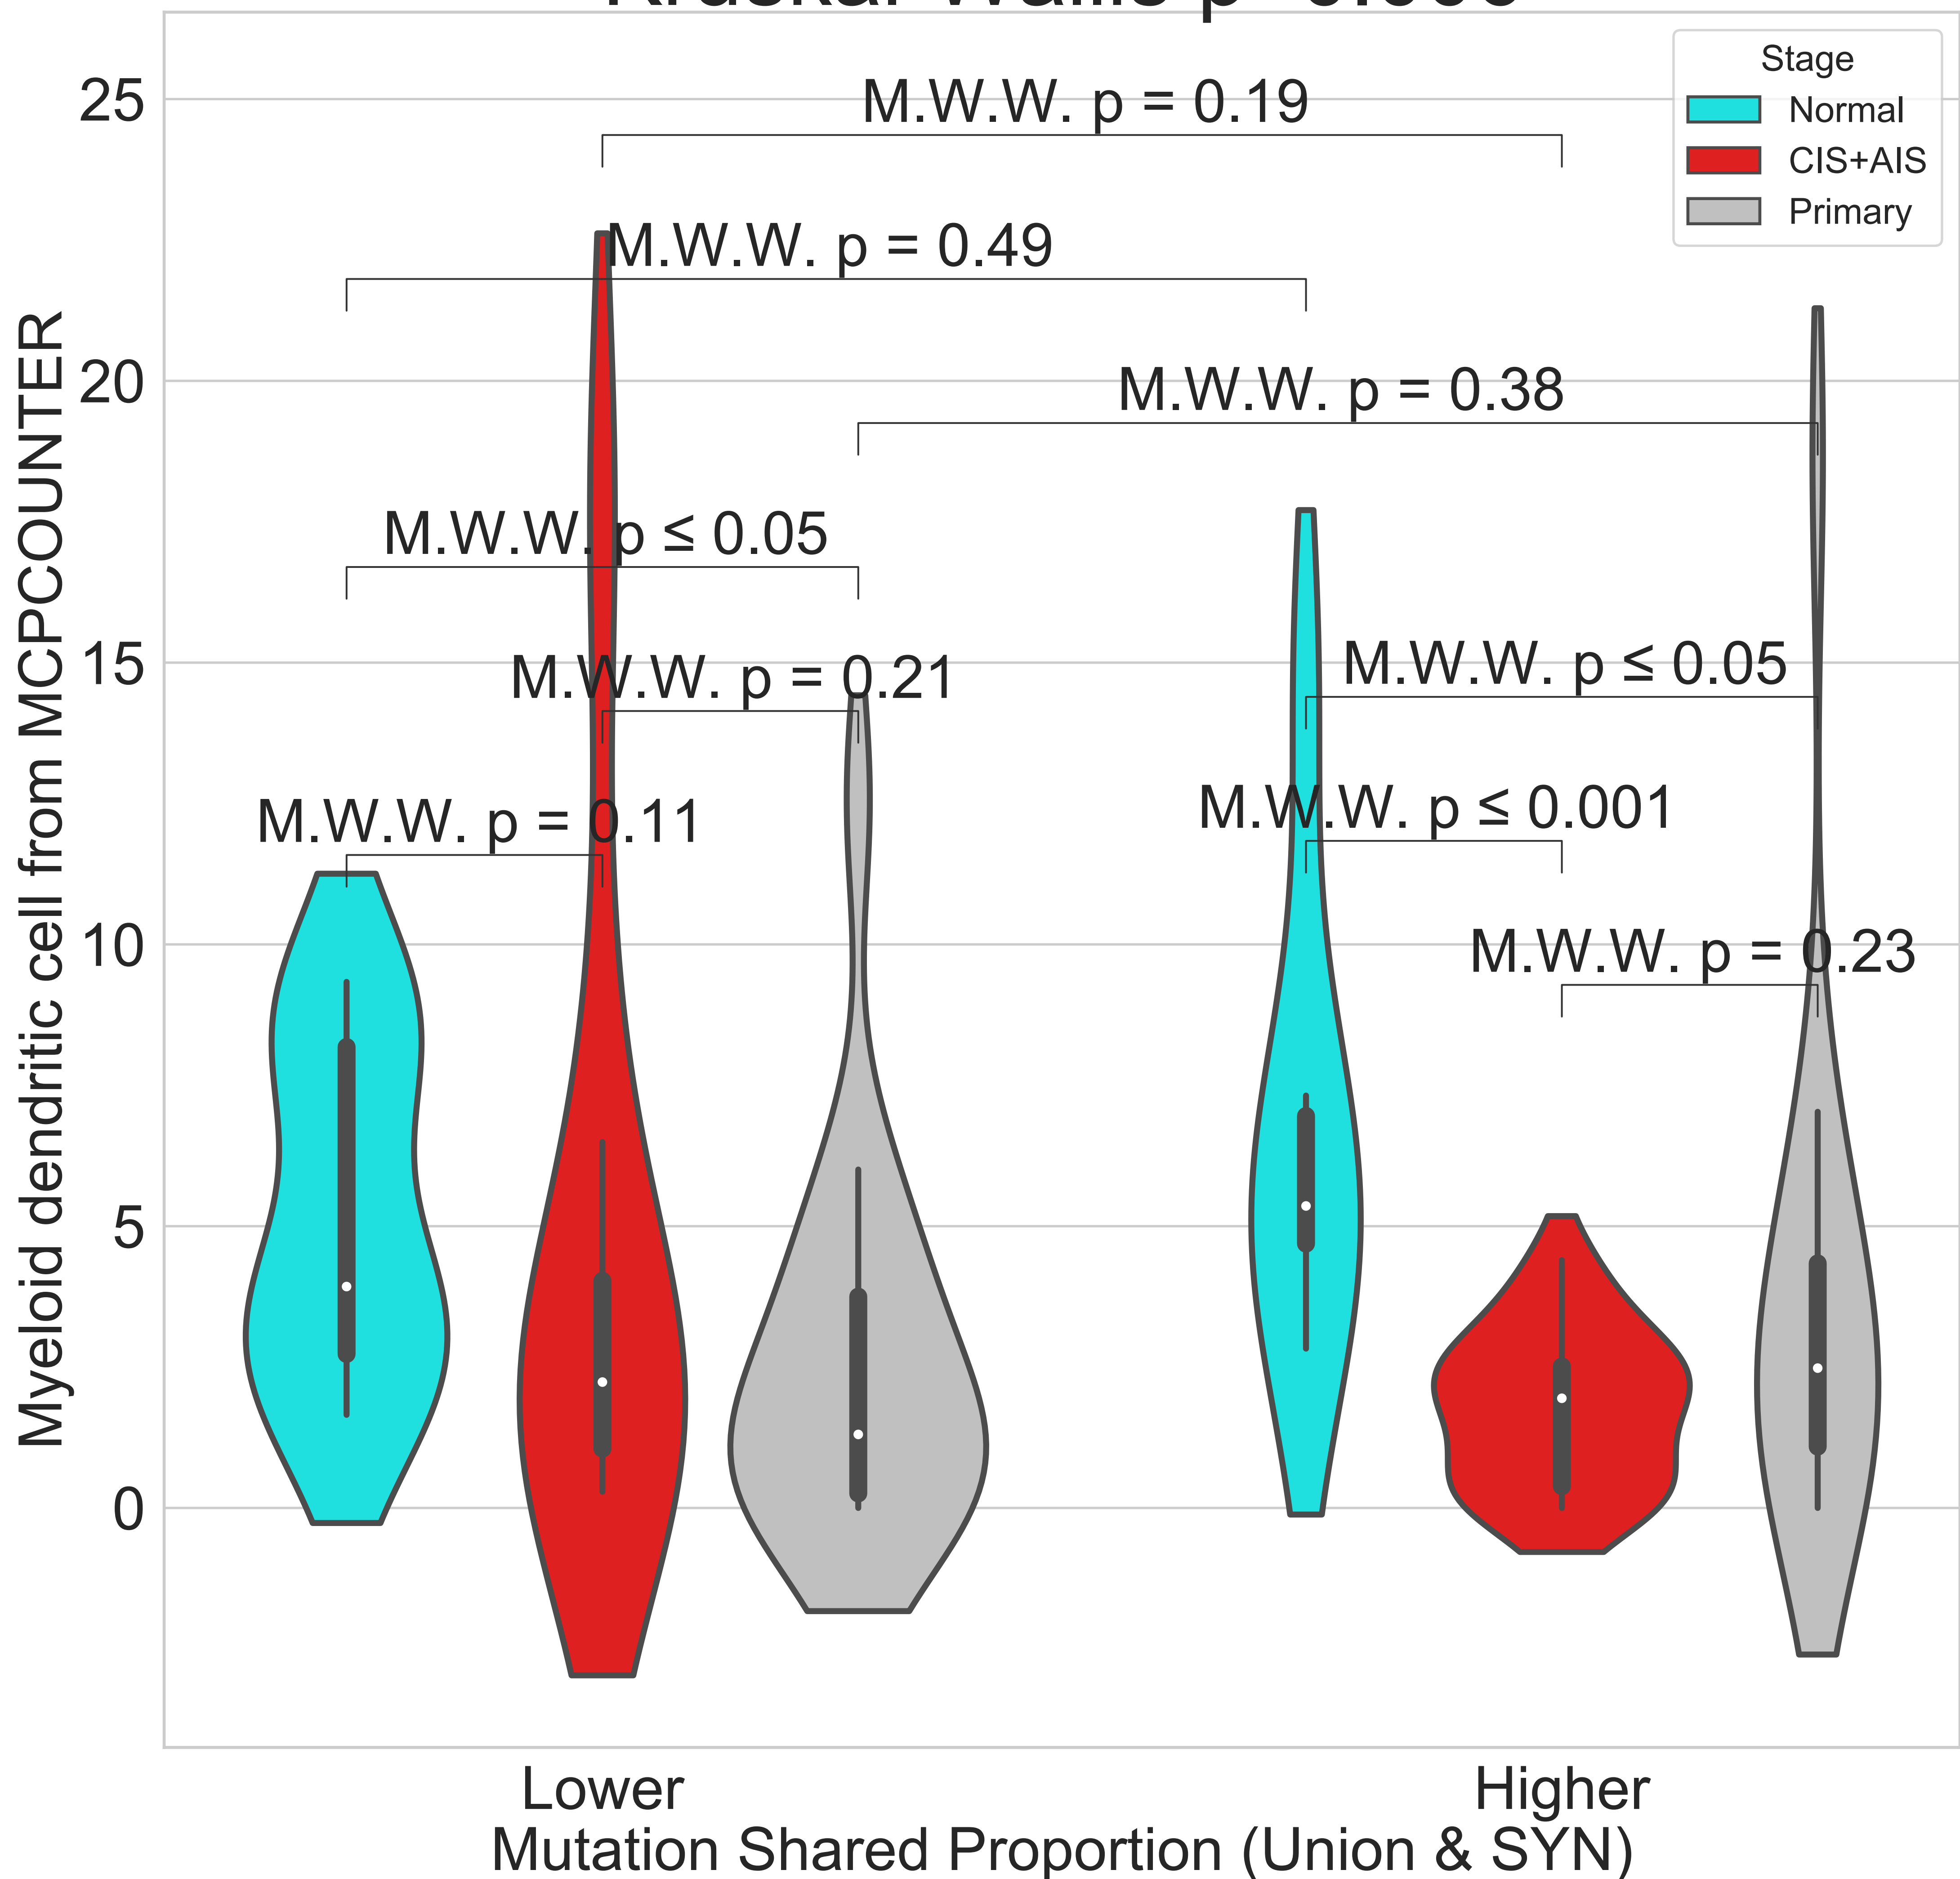 Stage
Normal
CIS+AIS
Primary
25
20
15
10
5
0
Myeloid dendritic cell from MCPCOUNTER
M.W.W. p = 0.19
M.W.W. p = 0.49
M.W.W. p = 0.38
M.W.W. p ≤ 0.05
M.W.W. p = 0.21
M.W.W. p ≤ 0.05
M.W.W. p = 0.11
M.W.W. p ≤ 0.001
M.W.W. p = 0.23
Lower
Higher
Mutation Shared Proportion (Union & SYN)